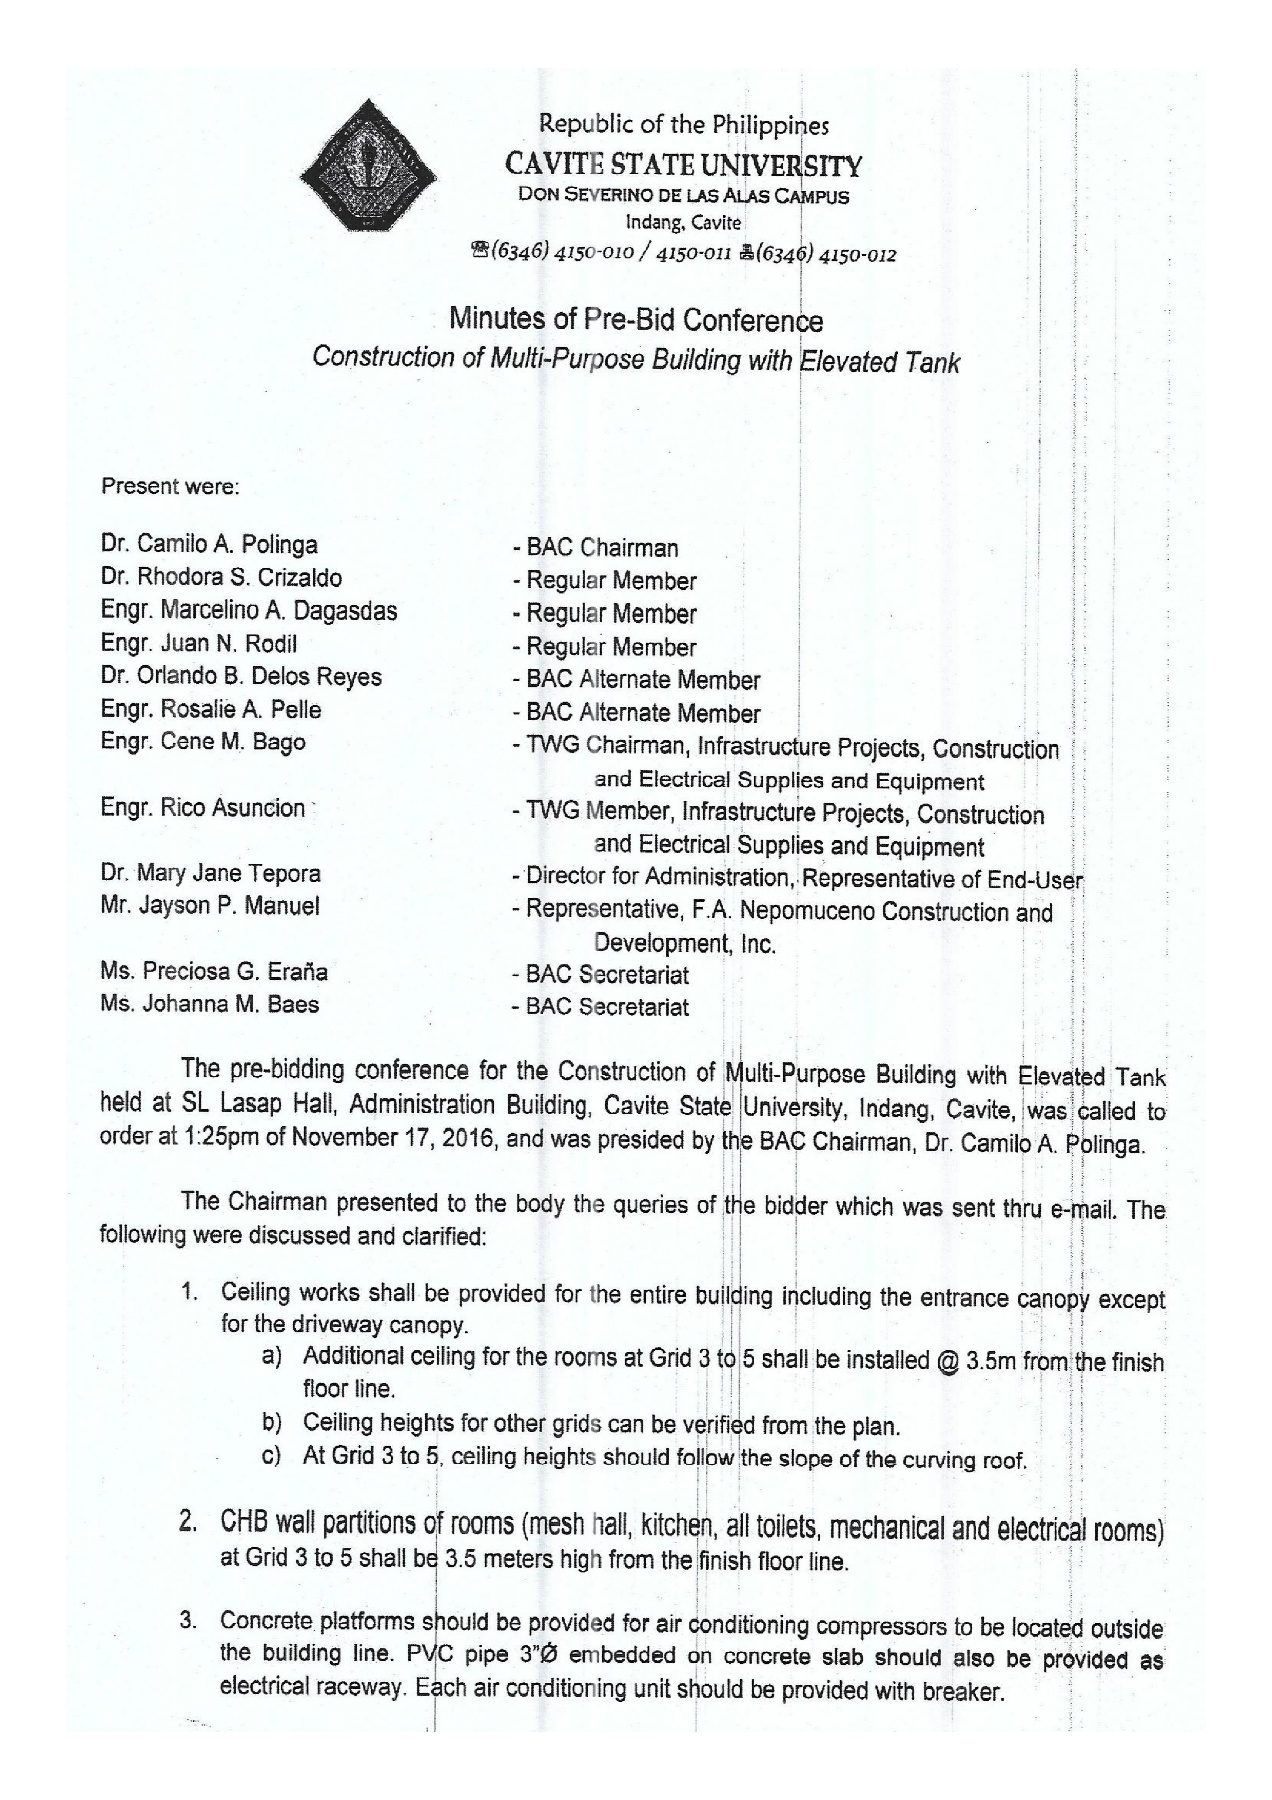 Republic of the Philippines
CAVITE STATE UNIVERSITY
DON SEVERINO DE LAS ALAS CAMPUS
Indang, Cavite
☎(6346) 4150-010 / 4150-011 (6346) 4150-012
Minutes of Pre-Bid Conference
Construction of Multi-Purpose Building with Elevated Tank
Present were:
Dr. Camilo A. Polinga - BAC Chairman
Dr. Rhodora S. Crizaldo - Regular Member
Engr. Marcelino A. Dagasdas - Regular Member
Engr. Juan N. Rodil - Regular Member
Dr. Orlando B. Delos Reyes - BAC Alternate Member
Engr. Rosalie A. Pelle - BAC Alternate Member
Engr. Cene M. Bago - TWG Chairman, Infrastructure Projects, Construction
and Electrical Supplies and Equipment
Engr. Rico Asuncion - TWG Member, Infrastructure Projects, Construction
and Electrical Supplies and Equipment
Dr. Mary Jane Tepora - Director for Administration, Representative of End-User
Mr. Jayson P. Manuel - Representative, F.A. Nepomuceno Construction and
Development, Inc.
Ms. Preciosa G. Eraña - BAC Secretariat
Ms. Johanna M. Baes - BAC Secretariat
The pre-bidding conference for the Construction of Multi-Purpose Building with Elevated Tank
held at SL Lasap Hall, Administration Building, Cavite State University, Indang, Cavite, was called to
order at 1:25pm of November 17, 2016, and was presided by the BAC Chairman, Dr. Camilo A. Polinga.
The Chairman presented to the body the queries of the bidder which was sent thru e-mail. The
following were discussed and clarified:
1. Ceiling works shall be provided for the entire building including the entrance canopy except
for the driveway canopy.
a) Additional ceiling for the rooms at Grid 3 to 5 shall be installed @ 3.5m from the finish
floor line.
b) Ceiling heights for other grids can be verified from the plan.
c) At Grid 3 to 5, ceiling heights should follow the slope of the curving roof.
2. CHB wall partitions of rooms (mesh hall, kitchen, all toilets, mechanical and electrical rooms)
at Grid 3 to 5 shall be 3.5 meters high from the finish floor line.
3. Concrete platforms should be provided for air conditioning compressors to be located outside
the building line. PVC pipe 3"Ø embedded on concrete slab should also be provided as
electrical raceway. Each air conditioning unit should be provided with breaker.